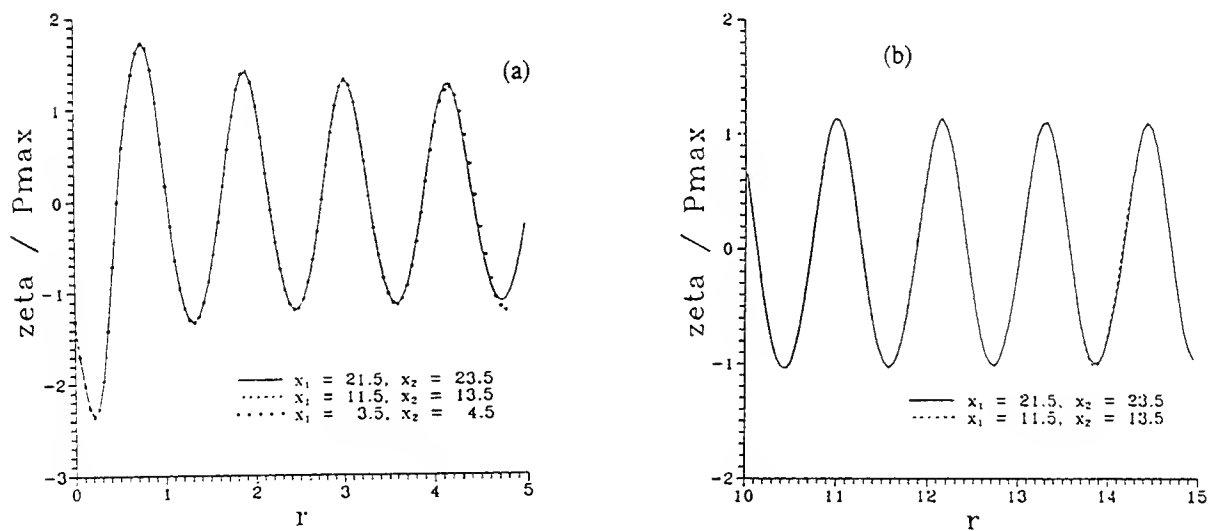 2
1
0
-1
-2
-3
zeta / Pmax
(a)
x₁ = 21.5, x₂ = 23.5
x₁ = 11.5, x₂ = 13.5
x₁ = 3.5, x₂ = 4.5
0 1 2 3 4 5
r
2
1
0
-1
-2
zeta / Pmax
(b)
x₁ = 21.5, x₂ = 23.5
x₁ = 11.5, x₂ = 13.5
10 11 12 13 14 15
r